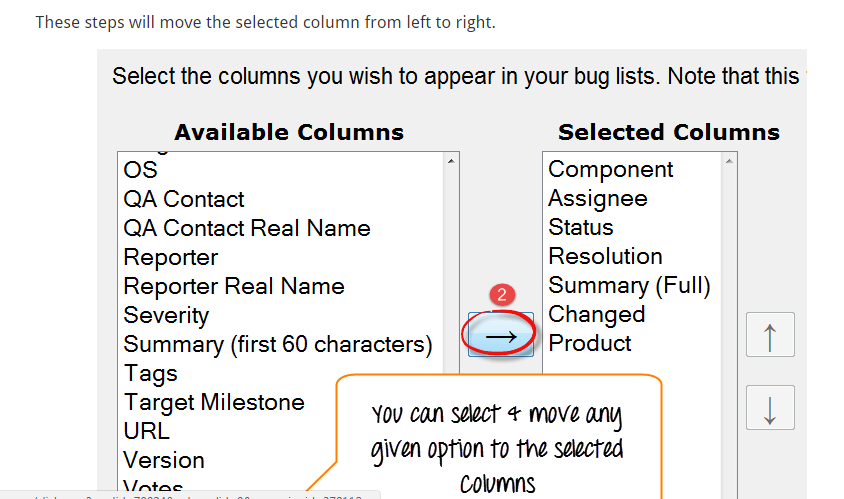 These steps will move the selected column from left to right.
Select the columns you wish to appear in your bug lists. Note that this
Available Columns
OS
QA Contact
QA Contact Real Name
Reporter
Reporter Real Name
Severity
Summary (first 60 characters)
Tags
Target Milestone
URL
Version
Votes
2
→
Selected Columns
Component
Assignee
Status
Resolution
Summary (Full)
Changed
Product
↑
↓
You can select & move any
given option to the selected
Columns